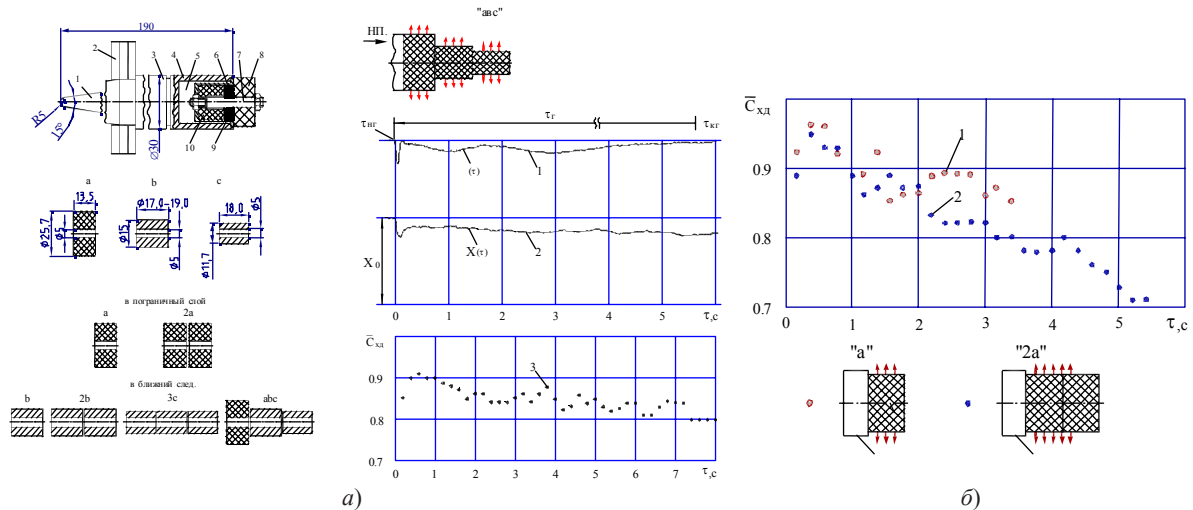 190
2 3 4 5 6 7 8
1
R5
15°
Ø30
10 9
a b c
13,5
Ø17,0-19,0
18,0
Ø5
Ø25,7
Ø5
Ø15
Ø5
Ø11,7
в пограничный слой
a 2a
в ближний след.
b 2b 3c abc
"авс"
НП.
τнг τг τкг
(τ) 1
X0
X(τ) 2
0 1 2 3 4 5 6 7 τ,с
C̅хд
3
0.9
0.8
0.7
0 1 2 3 4 5 6 7 τ,с
а)
C̅хд
1
0.9
2
0.8
0.7
0 1 2 3 4 5 τ,с
"a" "2a"
б)